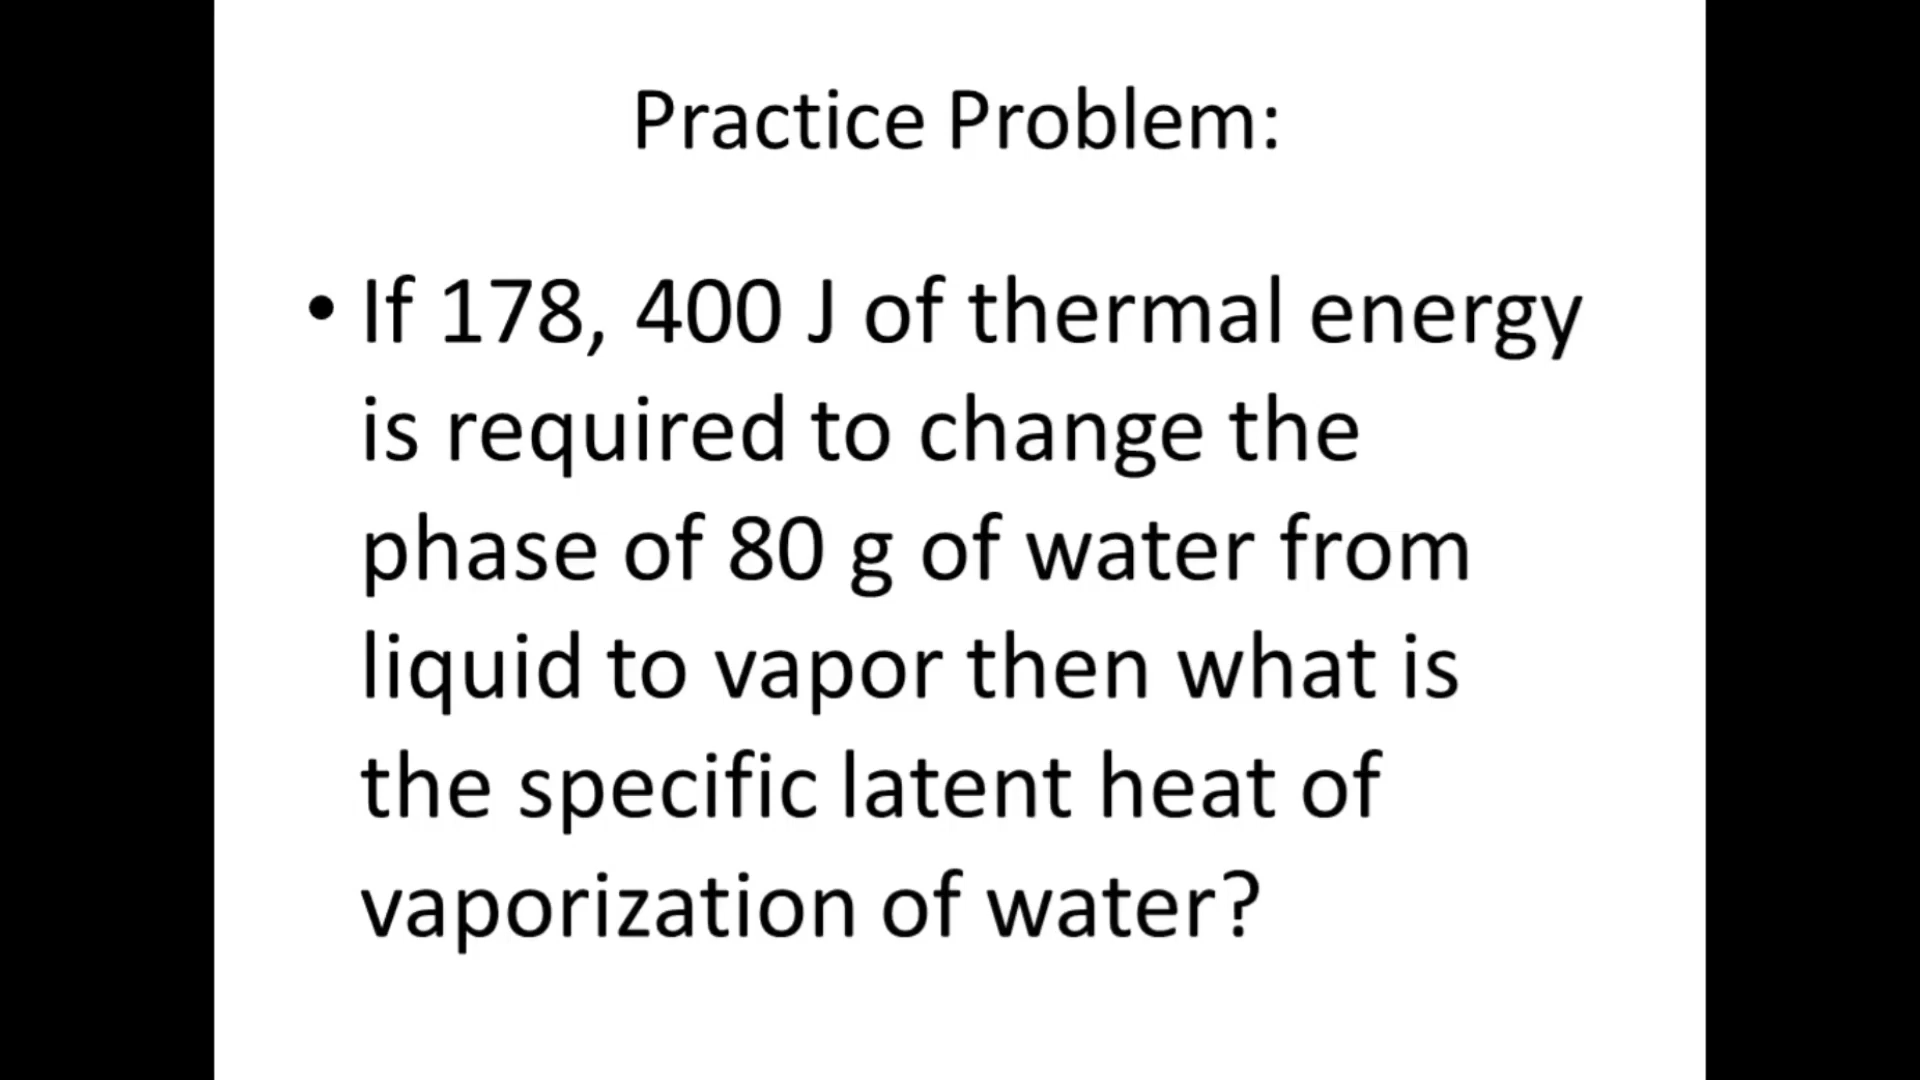 Practice Problem:
• If 178, 400 J of thermal energy
is required to change the
phase of 80 g of water from
liquid to vapor then what is
the specific latent heat of
vaporization of water?